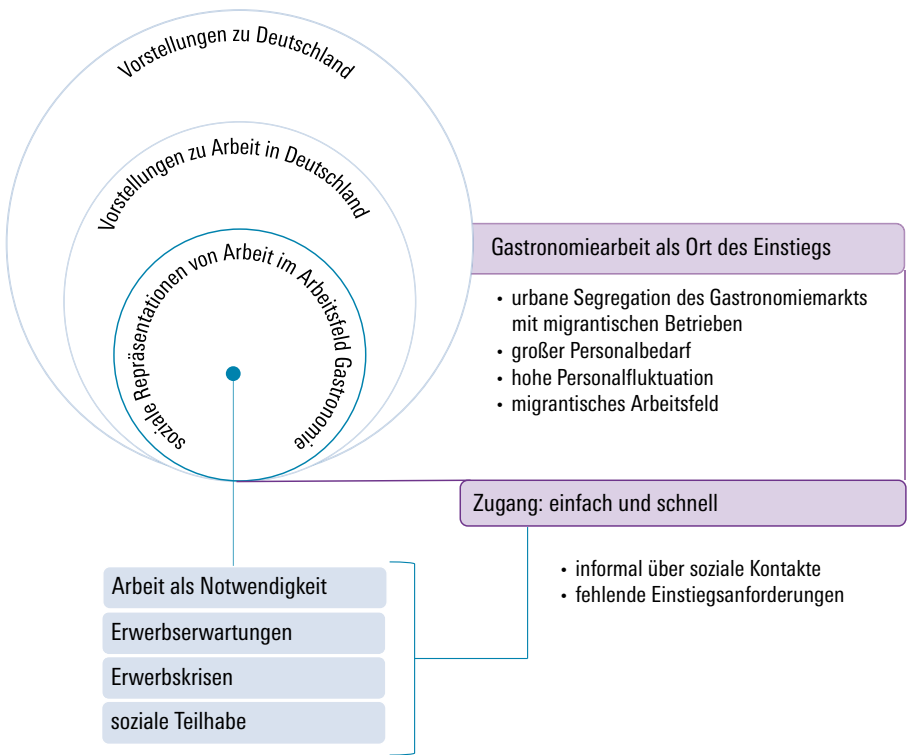 Vorstellungen zu Deutschland
Vorstellungen zu Arbeit in Deutschland
soziale Repräsentationen von Arbeit im Arbeitsfeld Gastronomie
Gastronomiearbeit als Ort des Einstiegs
• urbane Segregation des Gastronomiemarkts
mit migrantischen Betrieben
• großer Personalbedarf
• hohe Personalfluktuation
• migrantisches Arbeitsfeld
Zugang: einfach und schnell
• informal über soziale Kontakte
• fehlende Einstiegsanforderungen
Arbeit als Notwendigkeit
Erwerbserwartungen
Erwerbskrisen
soziale Teilhabe